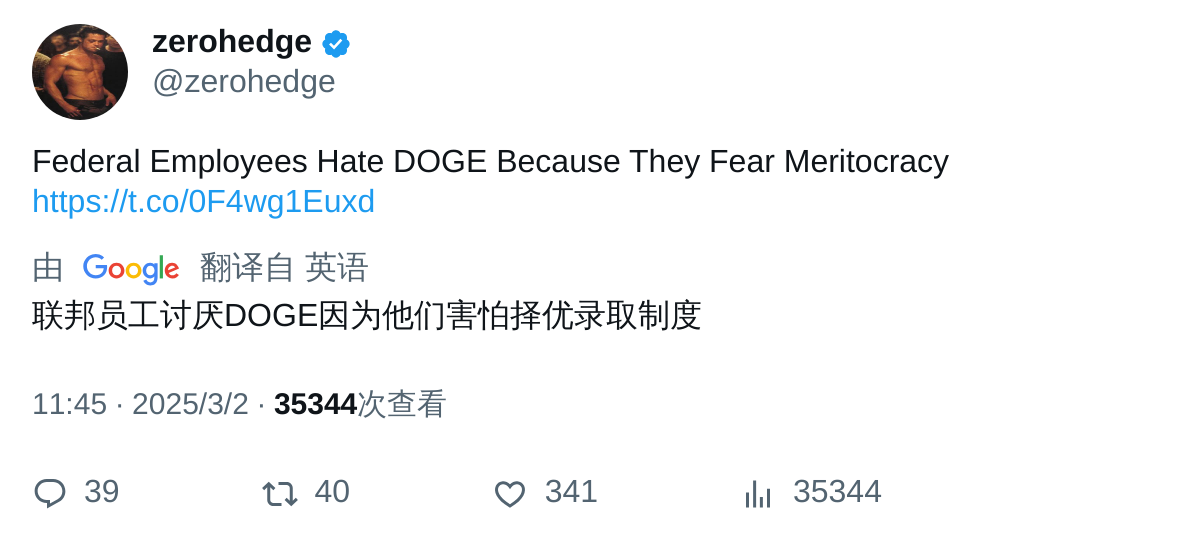 zerohedge
@zerohedge
Federal Employees Hate DOGE Because They Fear Meritocracy
https://t.co/0F4wg1Euxd
由 Google 翻译自 英语
联邦员工讨厌DOGE因为他们害怕择优录取制度
11:45 · 2025/3/2 · 35344次查看
39 40 341 35344